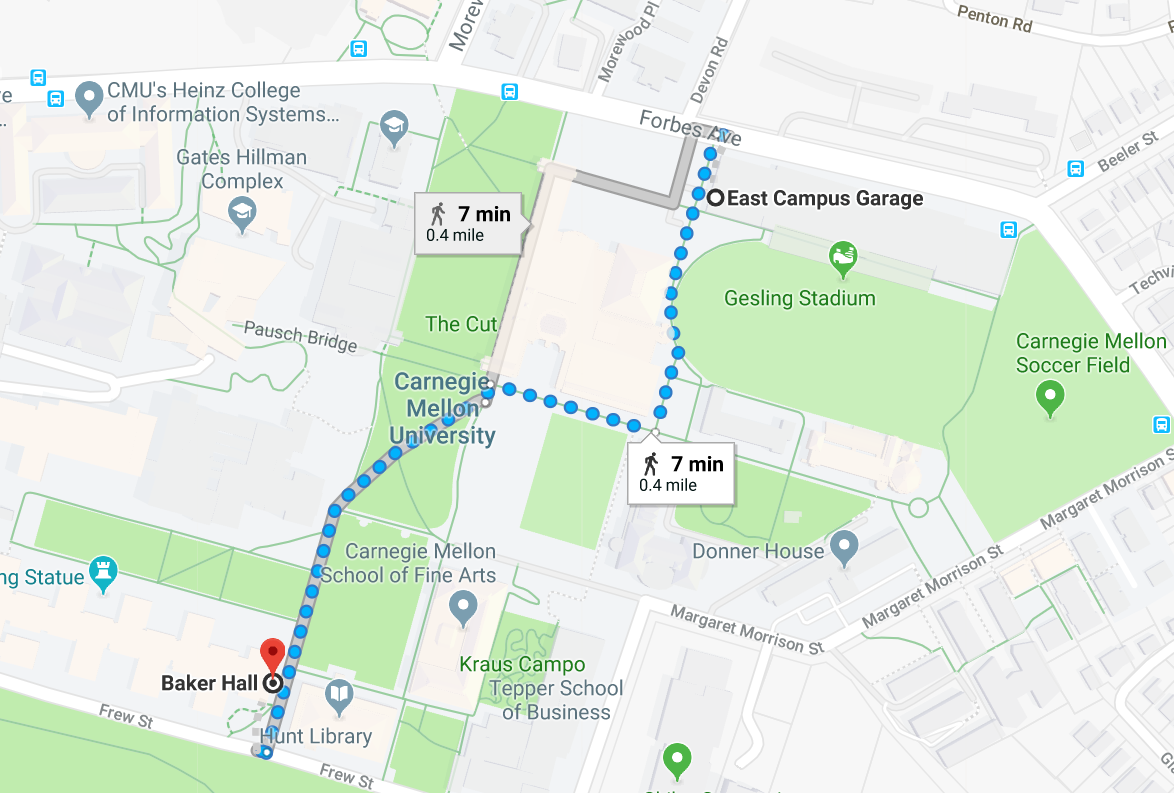 Morew
Morewood Pl
Devon Rd
Penton Rd
CMU's Heinz College
of Information Systems...
Forbes Ave
Beeler St
Gates Hillman
Complex
7 min
0.4 mile
East Campus Garage
Gesling Stadium
The Cut
Pausch Bridge
Carnegie Mellon
Soccer Field
Carnegie
Mellon
University
7 min
0.4 mile
Margaret Morrison S
Carnegie Mellon
School of Fine Arts
Donner House
ng Statue
Margaret Morrison St
Margaret Morrison St
Kraus Campo
Baker Hall
Tepper School
of Business
Frew St
Hunt Library
Frew St